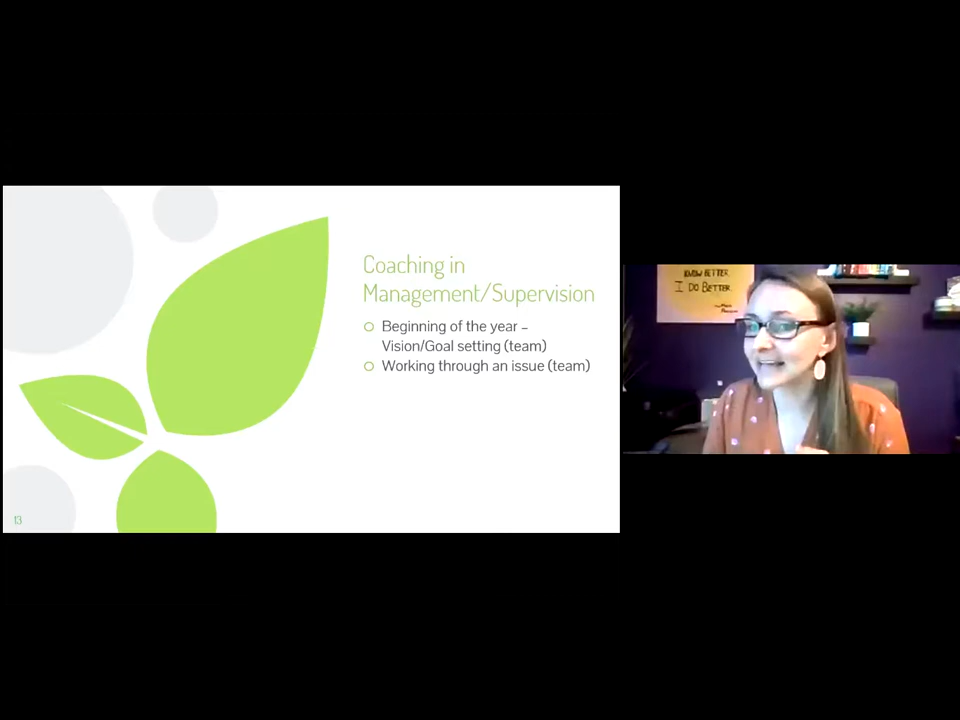 Coaching in
Management/Supervision
Beginning of the year –
Vision/Goal setting (team)
Working through an issue (team)
13
KNOW BETTER
I DO BETTER